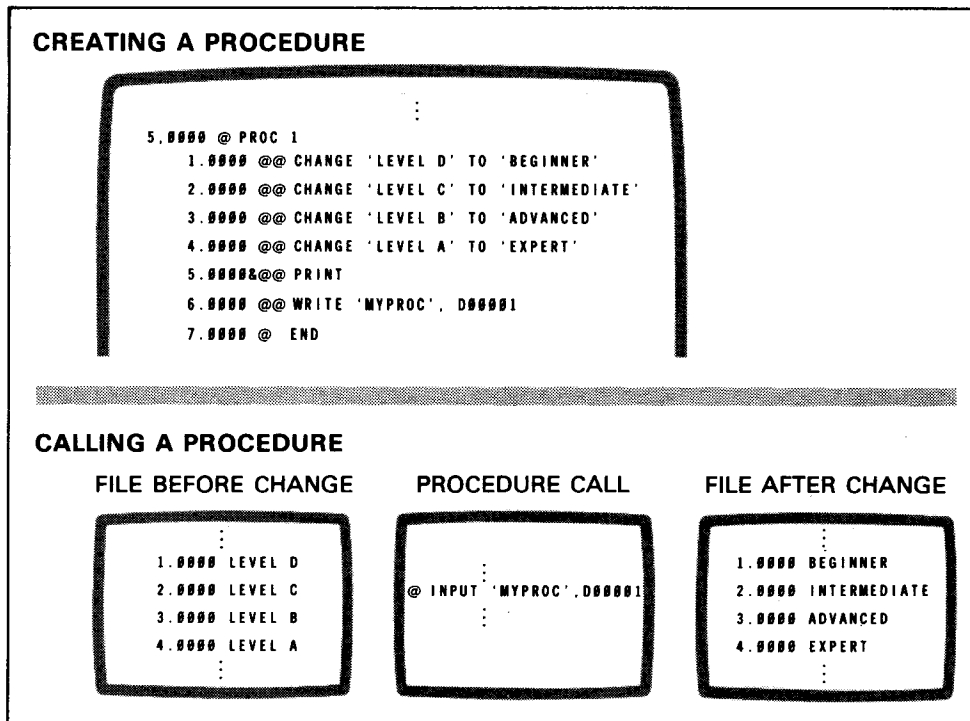 CREATING A PROCEDURE
⋮
5.0000 @ PROC 1
1.0000 @@ CHANGE 'LEVEL D' TO 'BEGINNER'
2.0000 @@ CHANGE 'LEVEL C' TO 'INTERMEDIATE'
3.0000 @@ CHANGE 'LEVEL B' TO 'ADVANCED'
4.0000 @@ CHANGE 'LEVEL A' TO 'EXPERT'
5.0000&@@ PRINT
6.0000 @@ WRITE 'MYPROC', D00001
7.0000 @ END
CALLING A PROCEDURE
FILE BEFORE CHANGE
⋮
1.0000 LEVEL D
2.0000 LEVEL C
3.0000 LEVEL B
4.0000 LEVEL A
⋮
PROCEDURE CALL
⋮
@ INPUT 'MYPROC',D00001
⋮
FILE AFTER CHANGE
⋮
1.0000 BEGINNER
2.0000 INTERMEDIATE
3.0000 ADVANCED
4.0000 EXPERT
⋮